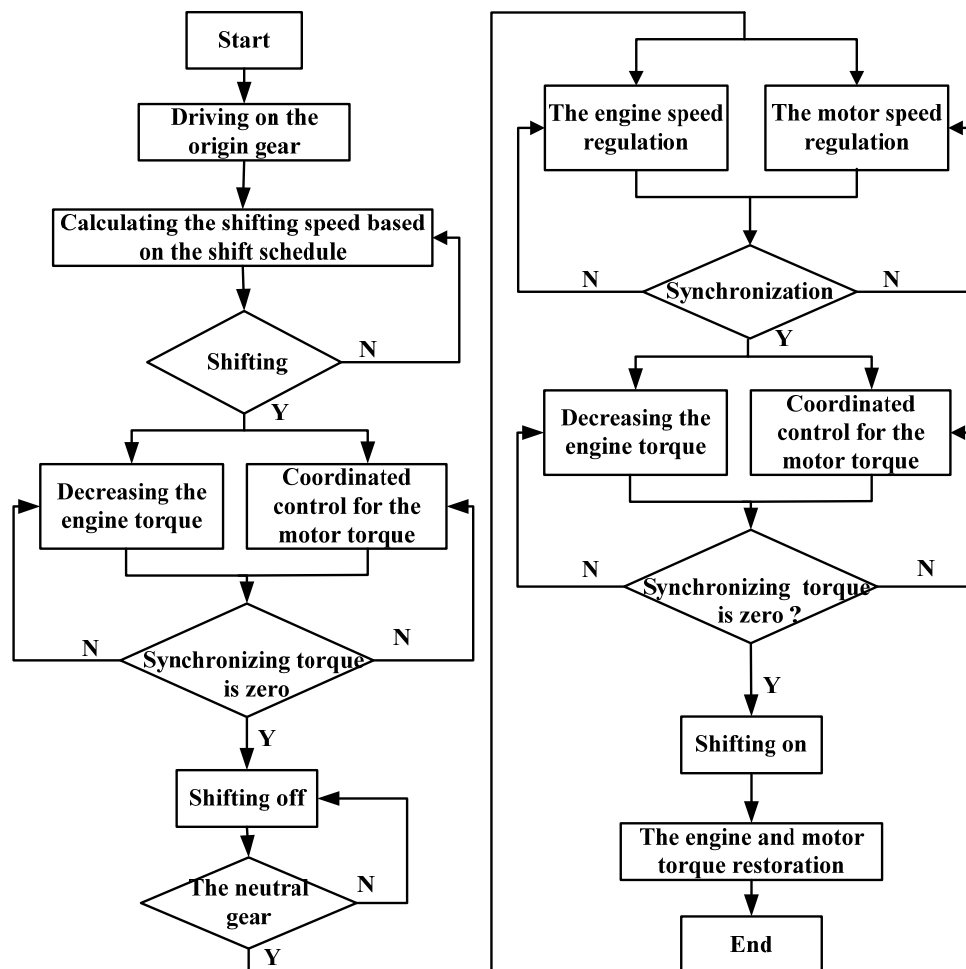 Start
Driving on the
origin gear
Calculating the shifting speed based
on the shift schedule
Shifting
N
Y
Decreasing the
engine torque
Coordinated
control for the
motor torque
N
N
Synchronizing torque
is zero
Y
Shifting off
The neutral
gear
N
Y
The engine speed
regulation
The motor speed
regulation
N
N
Synchronization
Y
Decreasing the
engine torque
Coordinated
control for the
motor torque
N
N
Synchronizing torque
is zero ?
Y
Shifting on
The engine and motor
torque restoration
End